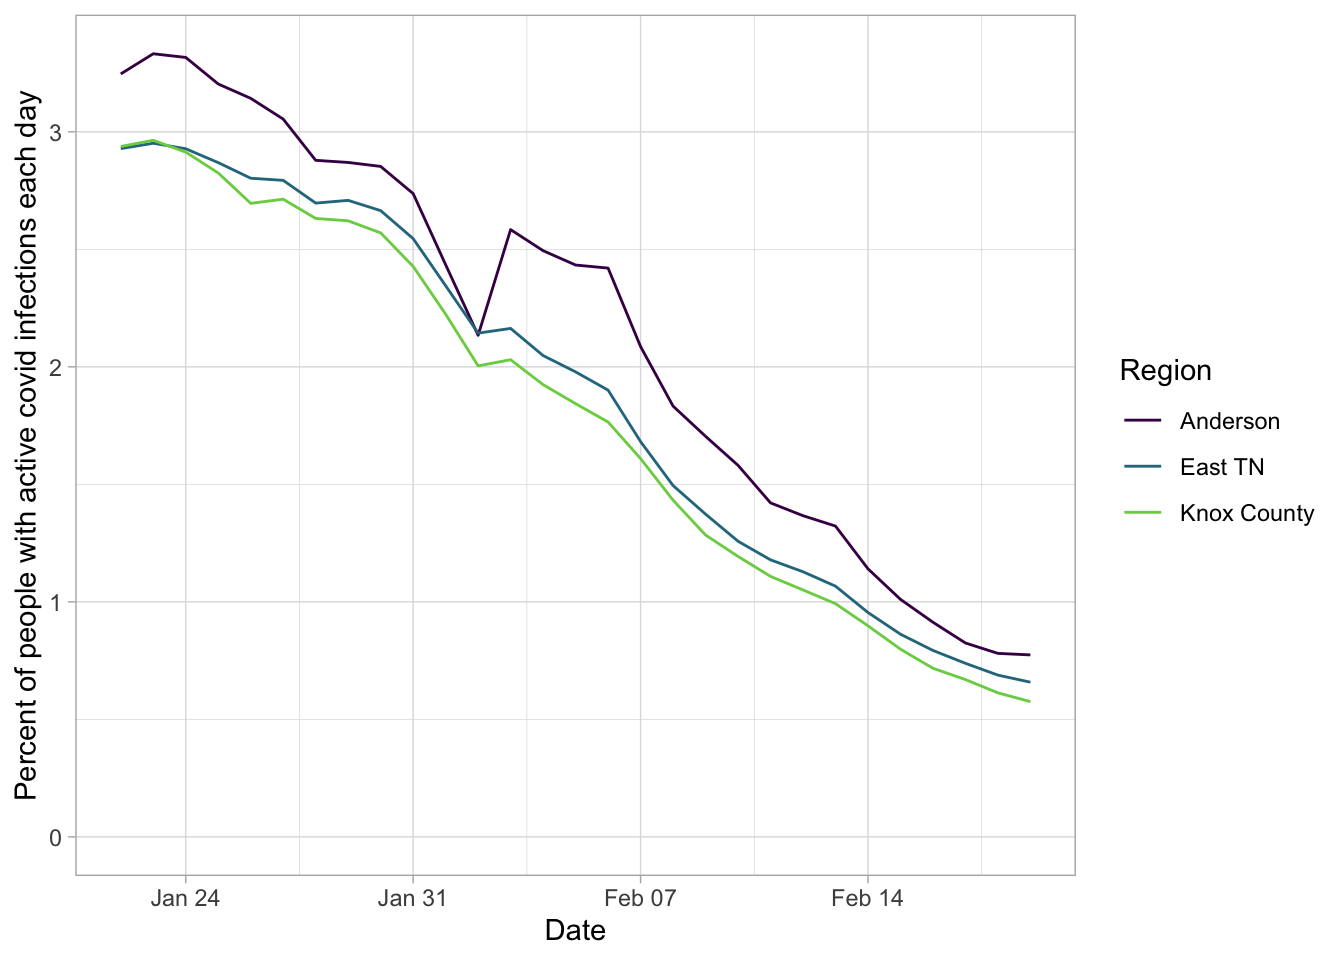 Percent of people with active covid infections each day
3
2
1
0
Jan 24
Jan 31
Feb 07
Feb 14
Date
Region
Anderson
East TN
Knox County